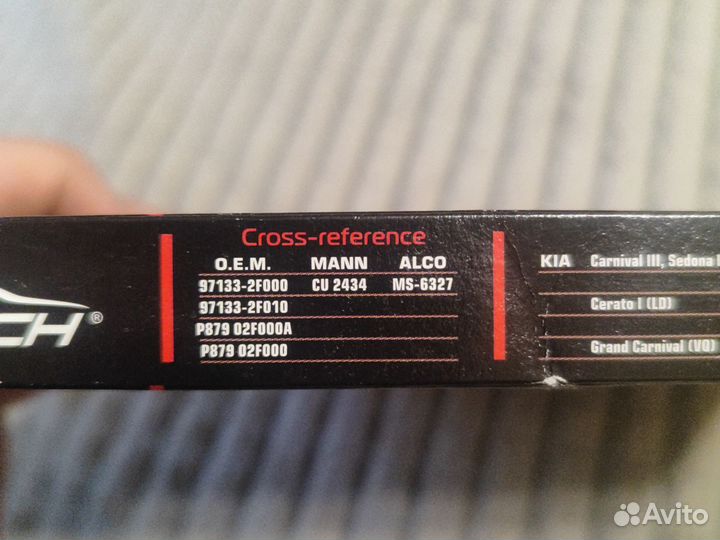 Cross-reference
O.E.M. MANN ALCO
97133-2F000 CU 2434 MS-6327
97133-2F010
P879 02F000A
P879 02F000
CH®
KIA Carnival III, Sedona I
Cerato I (LD)
Grand Carnival (VQ)
Avito